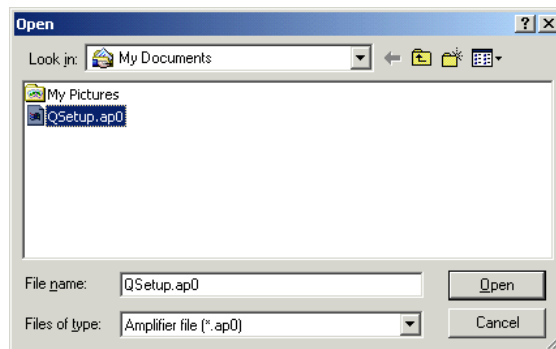 Open
Look in: My Documents
My Pictures
QSetup.ap0
File name: QSetup.ap0 Open
Files of type: Amplifier file (*.ap0) Cancel